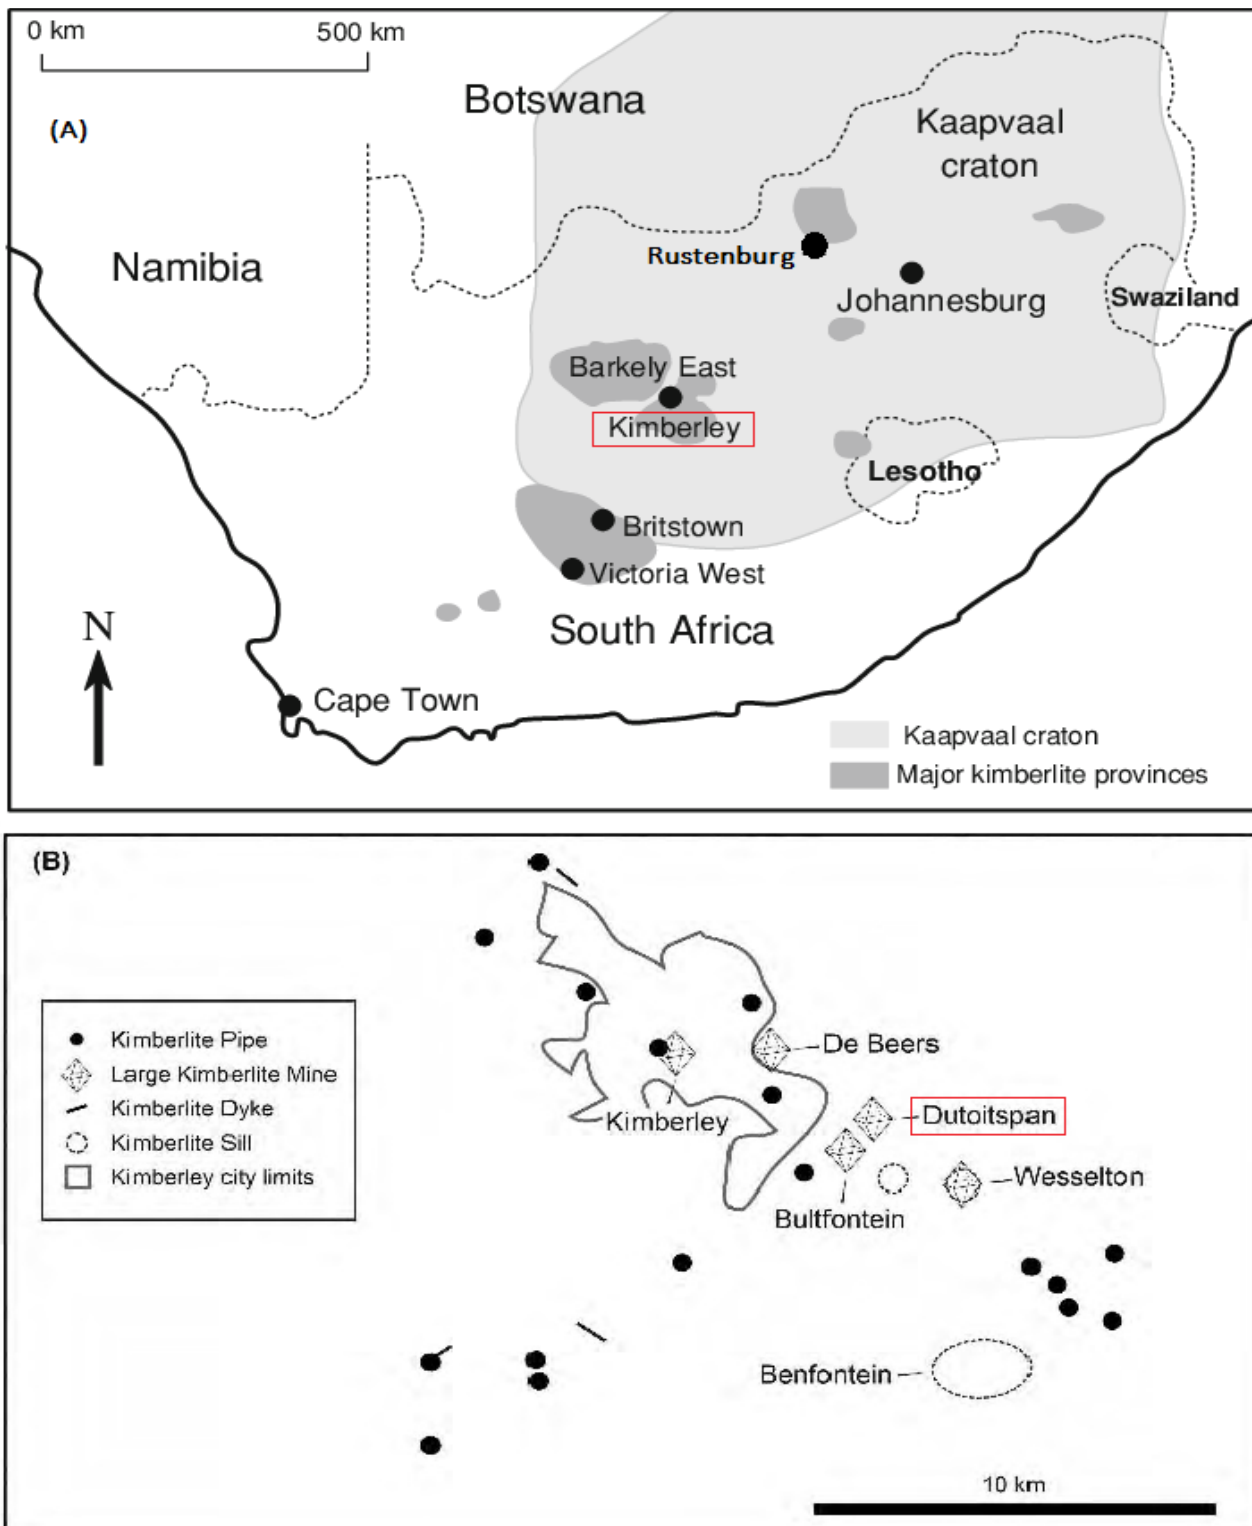 0 km
500 km
Botswana
(A)
Kaapvaal
craton
Namibia
Rustenburg
Johannesburg
Swaziland
Barkely East
Kimberley
Lesotho
Britstown
Victoria West
South Africa
N
Cape Town
Kaapvaal craton
Major kimberlite provinces
(B)
Kimberlite Pipe
Large Kimberlite Mine
Kimberlite Dyke
Kimberlite Sill
Kimberley city limits
De Beers
Kimberley
Dutoitspan
Wesselton
Bultfontein
Benfontein
10 km